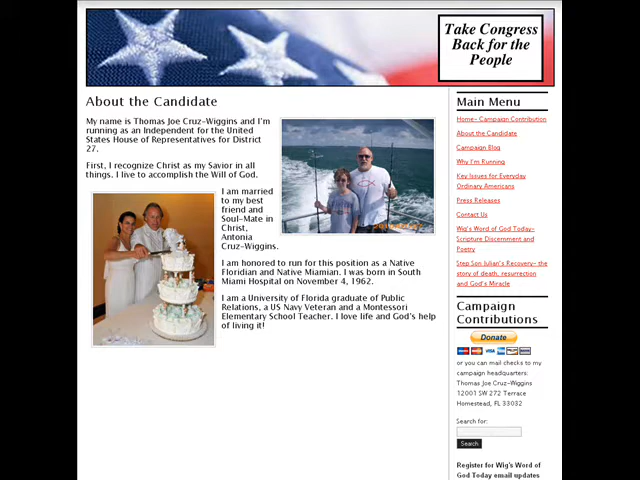 Take Congress
Back for the
People
About the Candidate
My name is Thomas Joe Cruz-Wiggins and I'm
running as an Independent for the United
States House of Representatives for District
27.
First, I recognize Christ as my Savior in all
things. I live to accomplish the Will of God.
I am married
to my best
friend and
Soul-Mate in
Christ,
Antonia
Cruz-Wiggins.
I am honored to run for this position as a Native
Floridian and Native Miamian. I was born in South
Miami Hospital on November 4, 1962.
I am a University of Florida graduate of Public
Relations, a US Navy Veteran and a Montessori
Elementary School Teacher. I love life and God's help
of living it!
Main Menu
Home- Campaign Contribution
About the Candidate
Campaign Blog
Why I'm Running
Key Issues for Everyday
Ordinary Americans
Press Releases
Contact Us
Wig's Word of God Today-
Scripture Discernment and
Poetry
Step Son Julian's Recovery- the
story of death, resurrection
and God's Miracle
Campaign
Contributions
Donate
or you can mail checks to my
campaign headquarters:
Thomas Joe Cruz-Wiggins
12001 SW 272 Terrace
Homestead, FL 33032
Search for:
Search
Register for Wig's Word of
God Today email updates